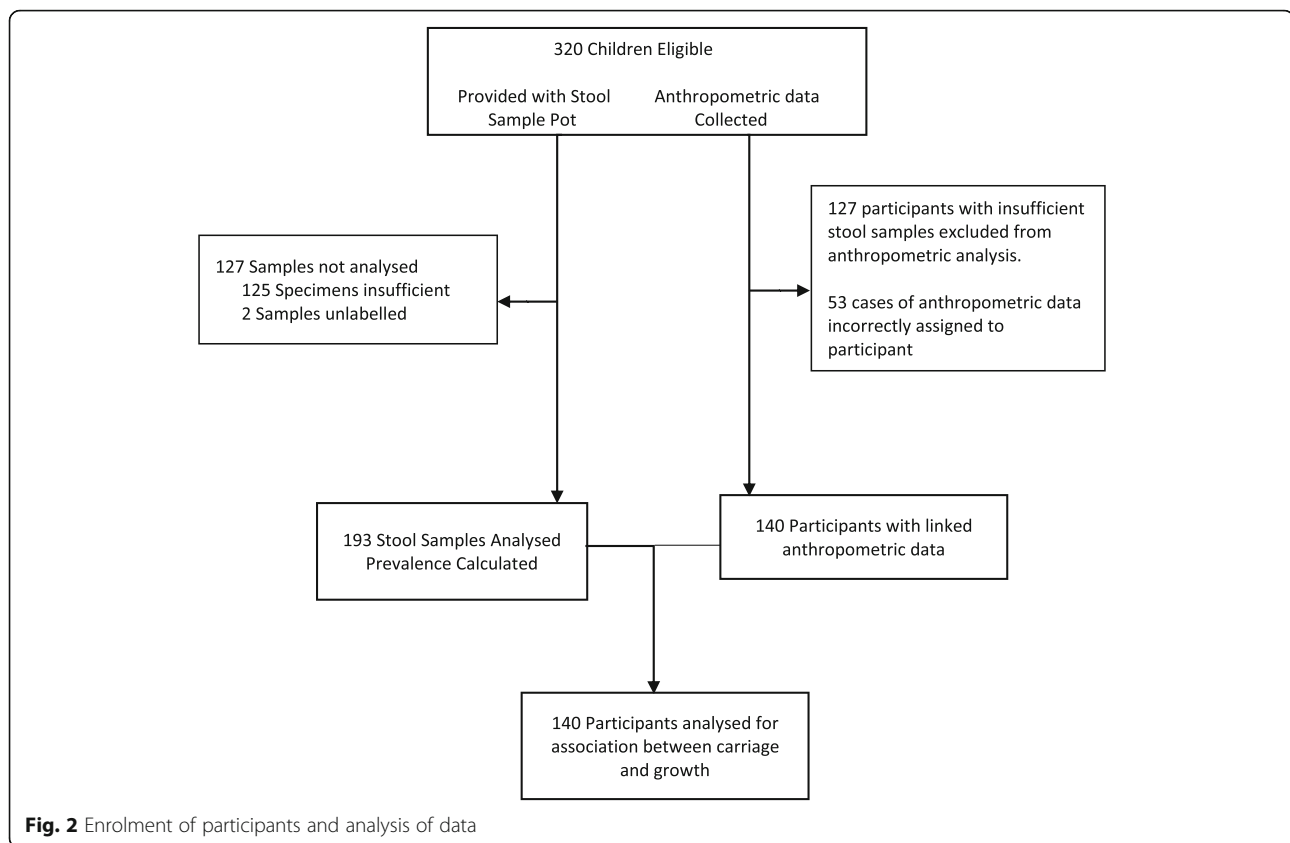 320 Children Eligible
Provided with Stool
Sample Pot
Anthropometric data
Collected
127 Samples not analysed
125 Specimens insufficient
2 Samples unlabelled
127 participants with insufficient
stool samples excluded from
anthropometric analysis.
53 cases of anthropometric data
incorrectly assigned to
participant
193 Stool Samples Analysed
Prevalence Calculated
140 Participants with linked
anthropometric data
140 Participants analysed for
association between carriage
and growth
Fig. 2 Enrolment of participants and analysis of data